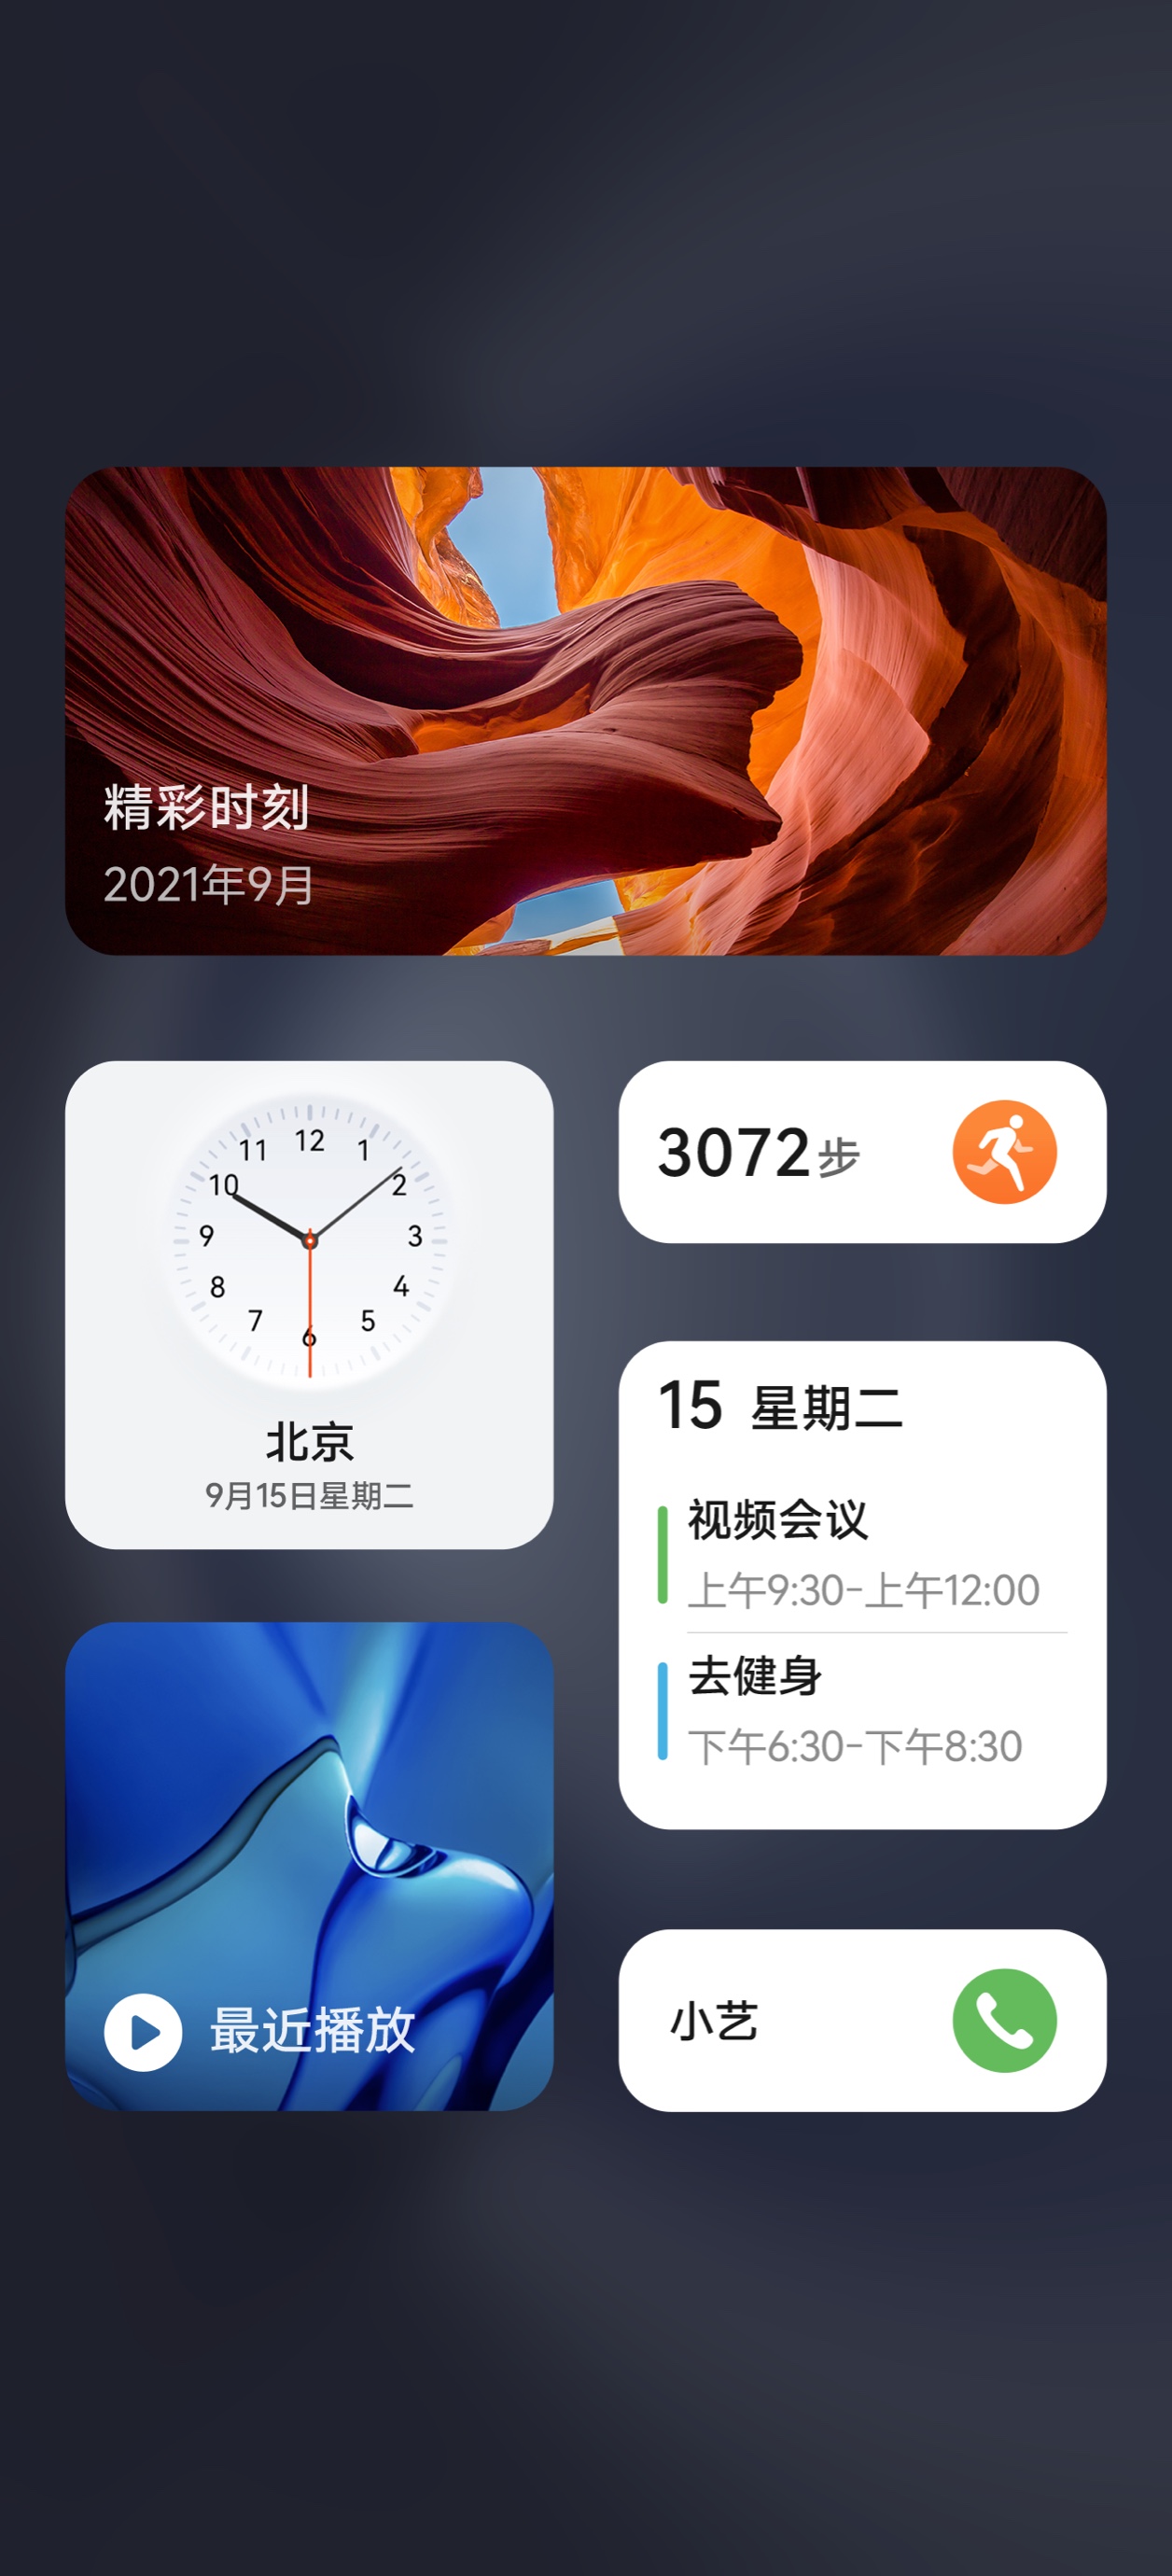 精彩时刻
2021年9月
12
11
1
10
2
9
3
8
4
7
5
6
北京
9月15日星期二
3072步
15 星期二
视频会议
上午9:30-上午12:00
去健身
下午6:30-下午8:30
最近播放
小艺